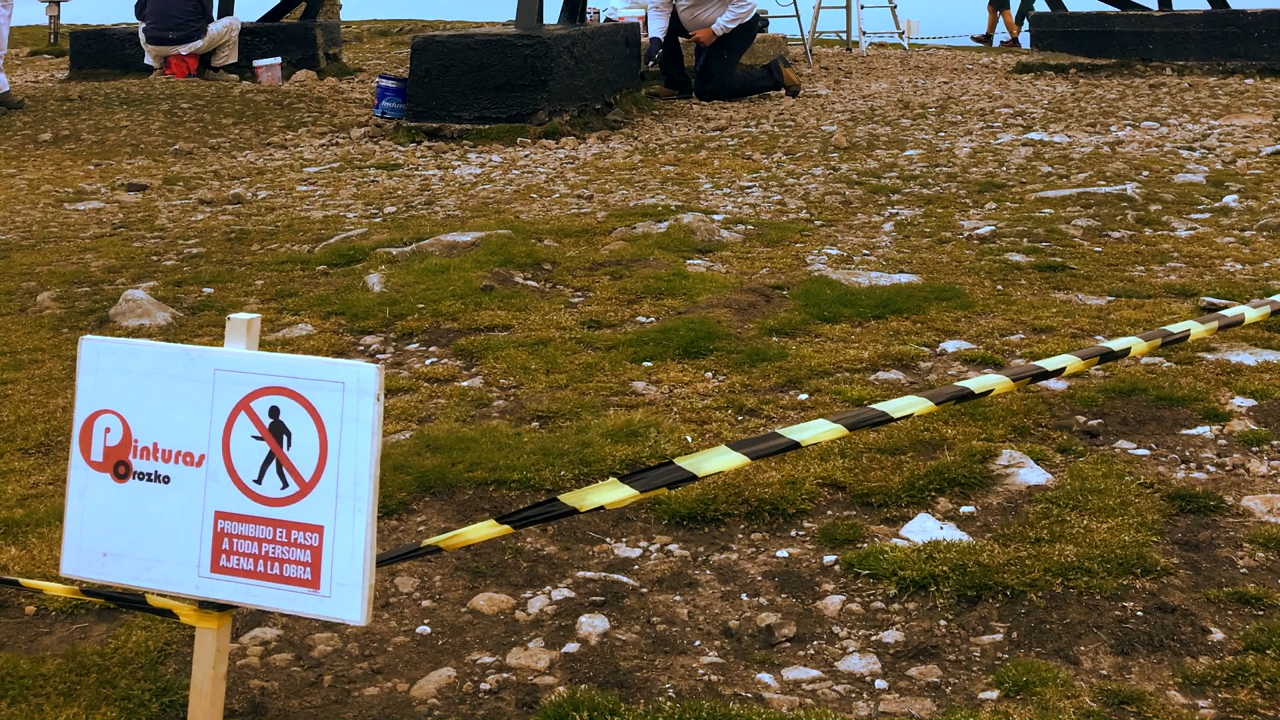 Pinturas
Orozko
PROHIBIDO EL PASO
A TODA PERSONA
AJENA A LA OBRA